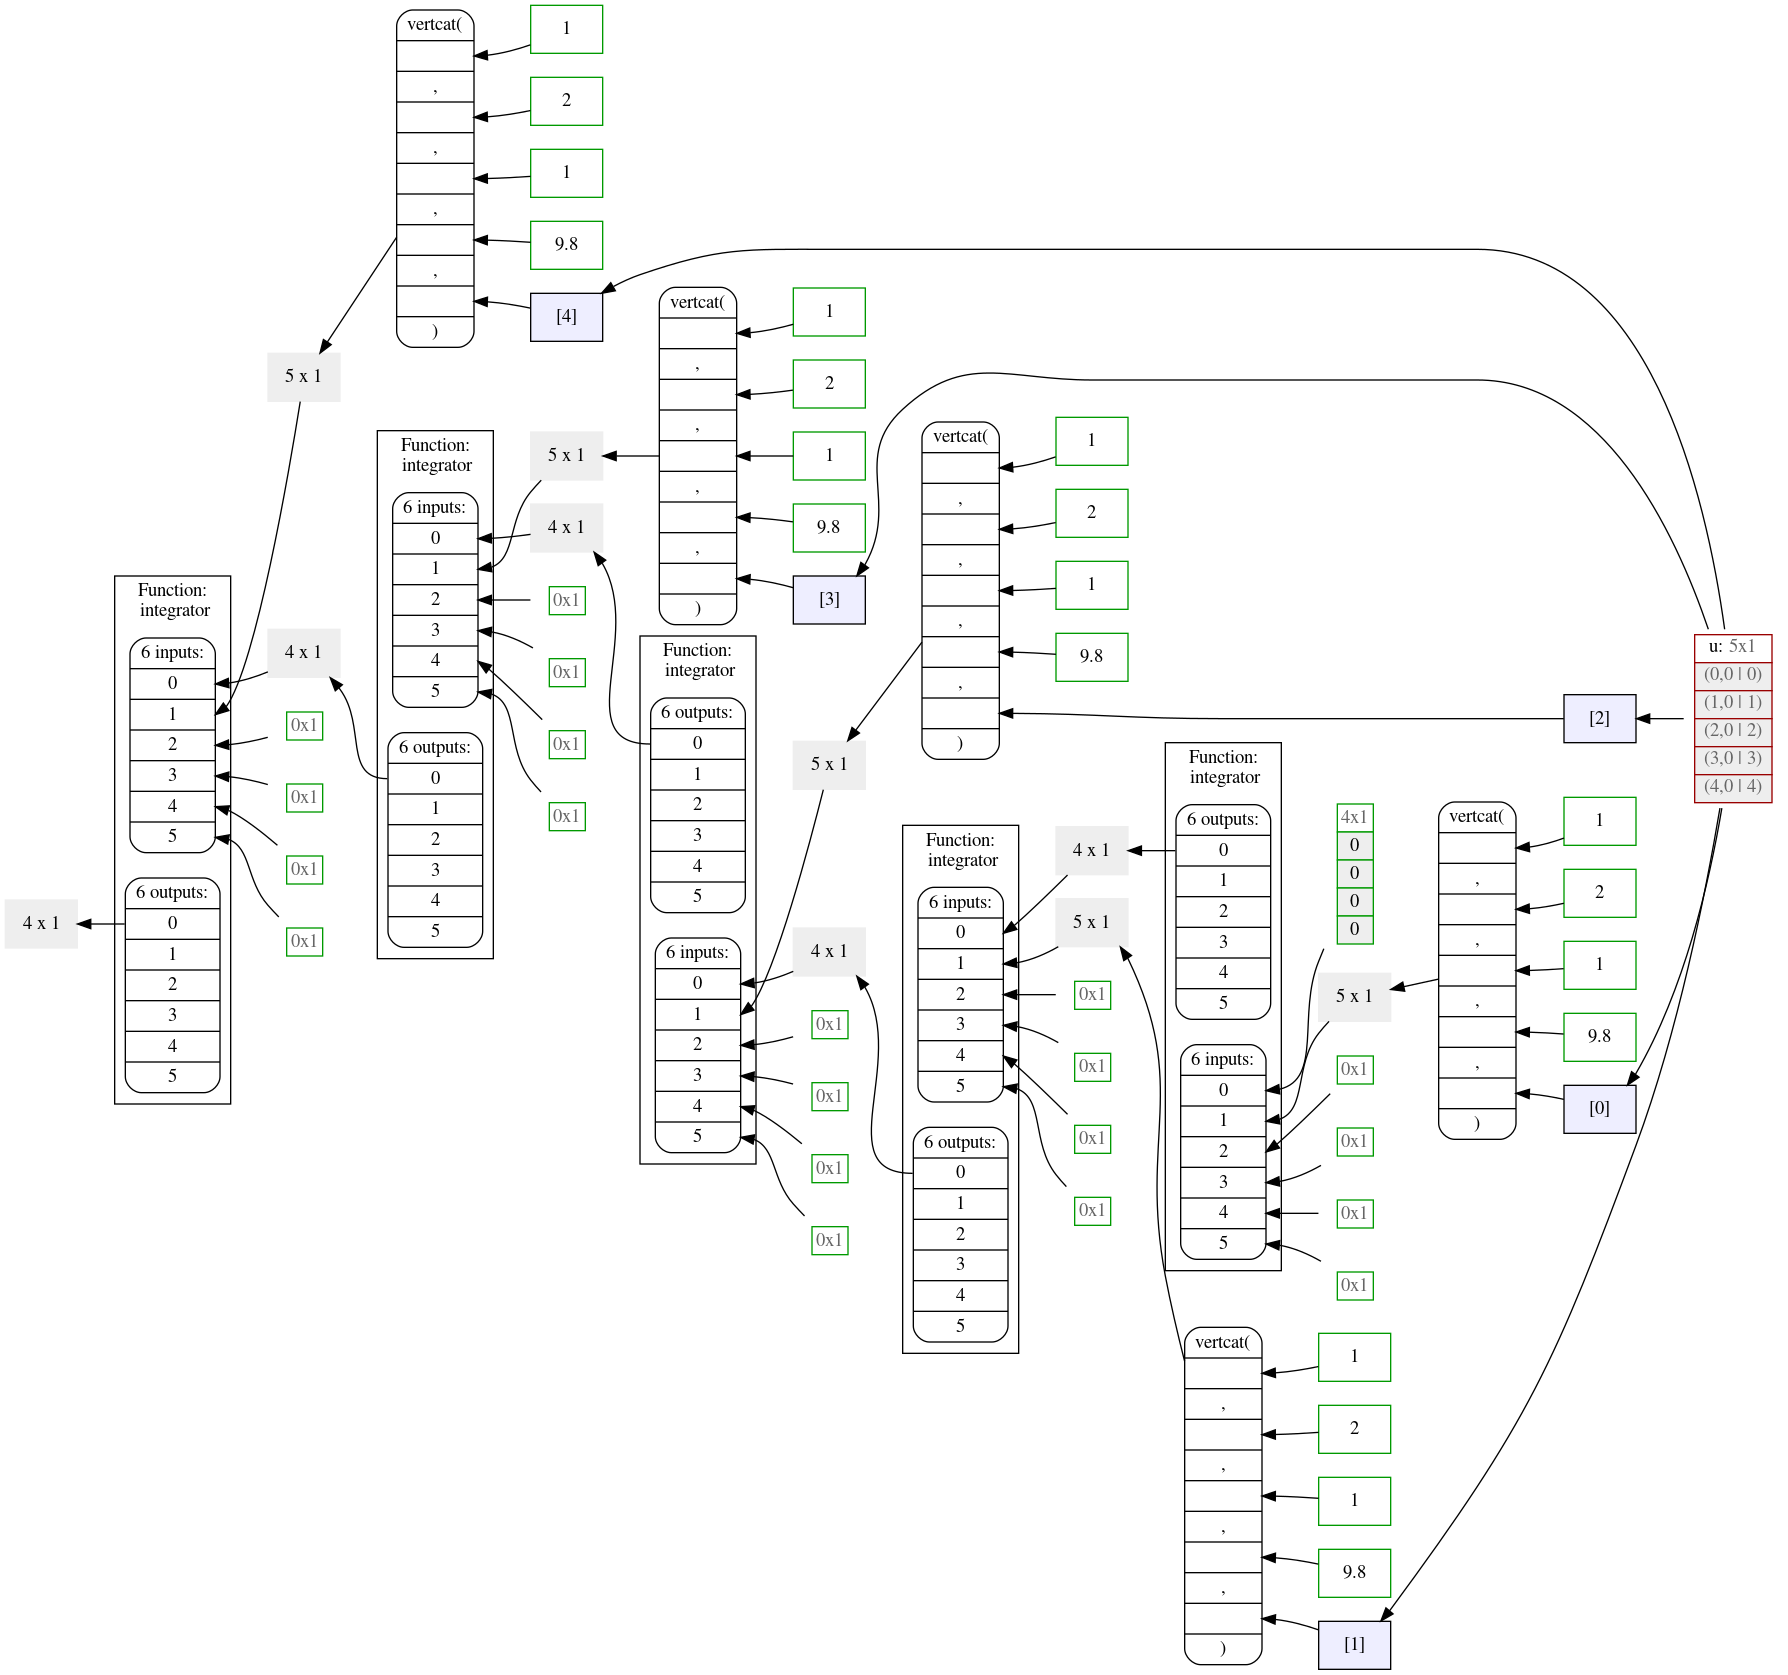 vertcat(
,
,
,
,
)
1
2
1
9.8
[4]
5 x 1
vertcat(
,
,
,
,
)
1
2
1
9.8
[3]
5 x 1
4 x 1
vertcat(
,
,
,
,
)
1
2
1
9.8
[2]
5 x 1
u: 5x1
(0,0 | 0)
(1,0 | 1)
(2,0 | 2)
(3,0 | 3)
(4,0 | 4)
Function:
integrator
6 inputs:
0
1
2
3
4
5
6 outputs:
0
1
2
3
4
5
4 x 1
4 x 1
0x1
0x1
0x1
0x1
Function:
integrator
6 inputs:
0
1
2
3
4
5
6 outputs:
0
1
2
3
4
5
0x1
0x1
0x1
0x1
Function:
integrator
6 outputs:
0
1
2
3
4
5
6 inputs:
0
1
2
3
4
5
4 x 1
0x1
0x1
0x1
0x1
Function:
integrator
6 inputs:
0
1
2
3
4
5
6 outputs:
0
1
2
3
4
5
4 x 1
5 x 1
0x1
0x1
0x1
0x1
Function:
integrator
6 outputs:
0
1
2
3
4
5
6 inputs:
0
1
2
3
4
5
4x1
0
0
0
0
5 x 1
0x1
0x1
0x1
0x1
vertcat(
,
,
,
,
)
1
2
1
9.8
[0]
vertcat(
,
,
,
,
)
1
2
1
9.8
[1]